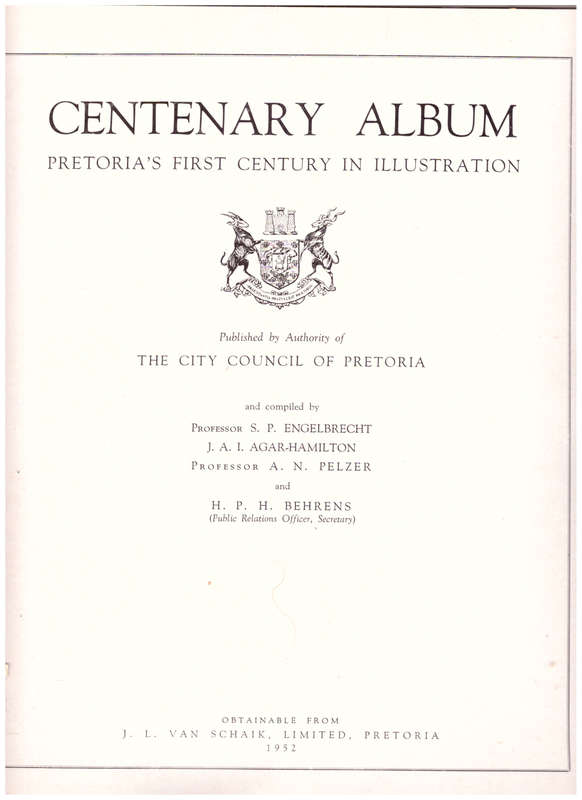 CENTENARY ALBUM
PRETORIA'S FIRST CENTURY IN ILLUSTRATION
Published by Authority of
THE CITY COUNCIL OF PRETORIA
and compiled by
PROFESSOR S. P. ENGELBRECHT
J. A. I. AGAR-HAMILTON
PROFESSOR A. N. PELZER
and
H. P. H. BEHRENS
(Public Relations Officer, Secretary)
OBTAINABLE FROM
J. L. VAN SCHAIK, LIMITED, PRETORIA
1952